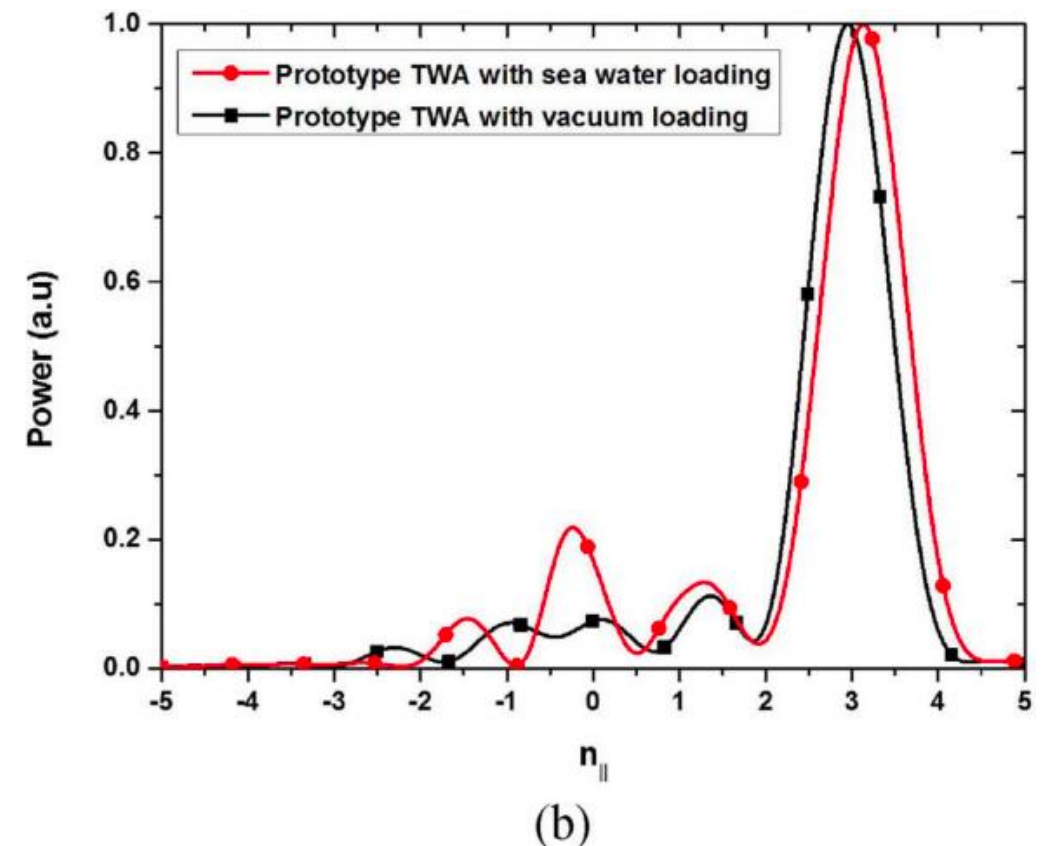 1.0
Prototype TWA with sea water loading
Prototype TWA with vacuum loading
0.8
0.6
0.4
0.2
0.0
Power (a.u)
-5 -4 -3 -2 -1 0 1 2 3 4 5
n||
(b)